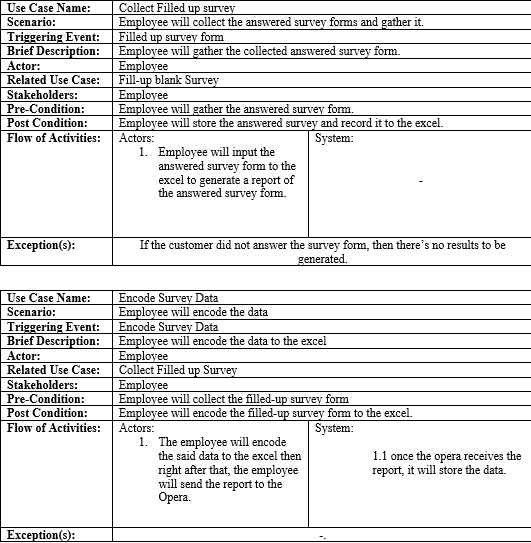 Use Case Name: Collect Filled up survey
Scenario: Employee will collect the answered survey forms and gather it.
Triggering Event: Filled up survey form
Brief Description: Employee will gather the collected answered survey form.
Actor: Employee
Related Use Case: Fill-up blank Survey
Stakeholders: Employee
Pre-Condition: Employee will gather the answered survey form.
Post Condition: Employee will store the answered survey and record it to the excel.
Flow of Activities: Actors: System:
1. Employee will input the
answered survey form to the
excel to generate a report of -
the answered survey form.
Exception(s): If the customer did not answer the survey form, then there's no results to be
generated.
Use Case Name: Encode Survey Data
Scenario: Employee will encode the data
Triggering Event: Encode Survey Data
Brief Description: Employee will encode the data to the excel
Actor: Employee
Related Use Case: Collect Filled up Survey
Stakeholders: Employee
Pre-Condition: Employee will collect the filled-up survey form
Post Condition: Employee will encode the filled-up survey form to the excel.
Flow of Activities: Actors: System:
1. The employee will encode
the said data to the excel then 1.1 once the opera receives the
right after that, the employee report, it will store the data.
will send the report to the
Opera.
Exception(s): -.